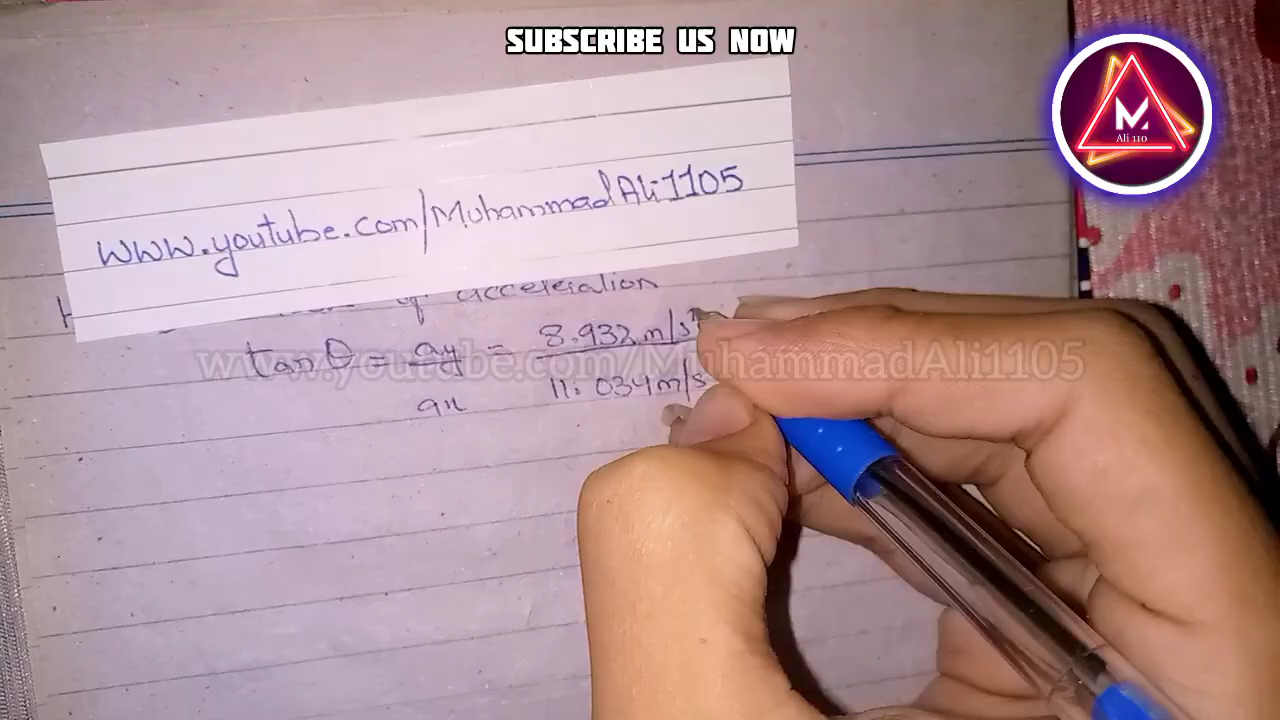 SUBSCRIBE US NOW
M
Ali 110
www.youtube.com/MuhammadAli1105
of acceleration
tan θ = ay = 8.932 m/s
ax 11.034 m/s
www.youtube.com/MuhammadAli1105